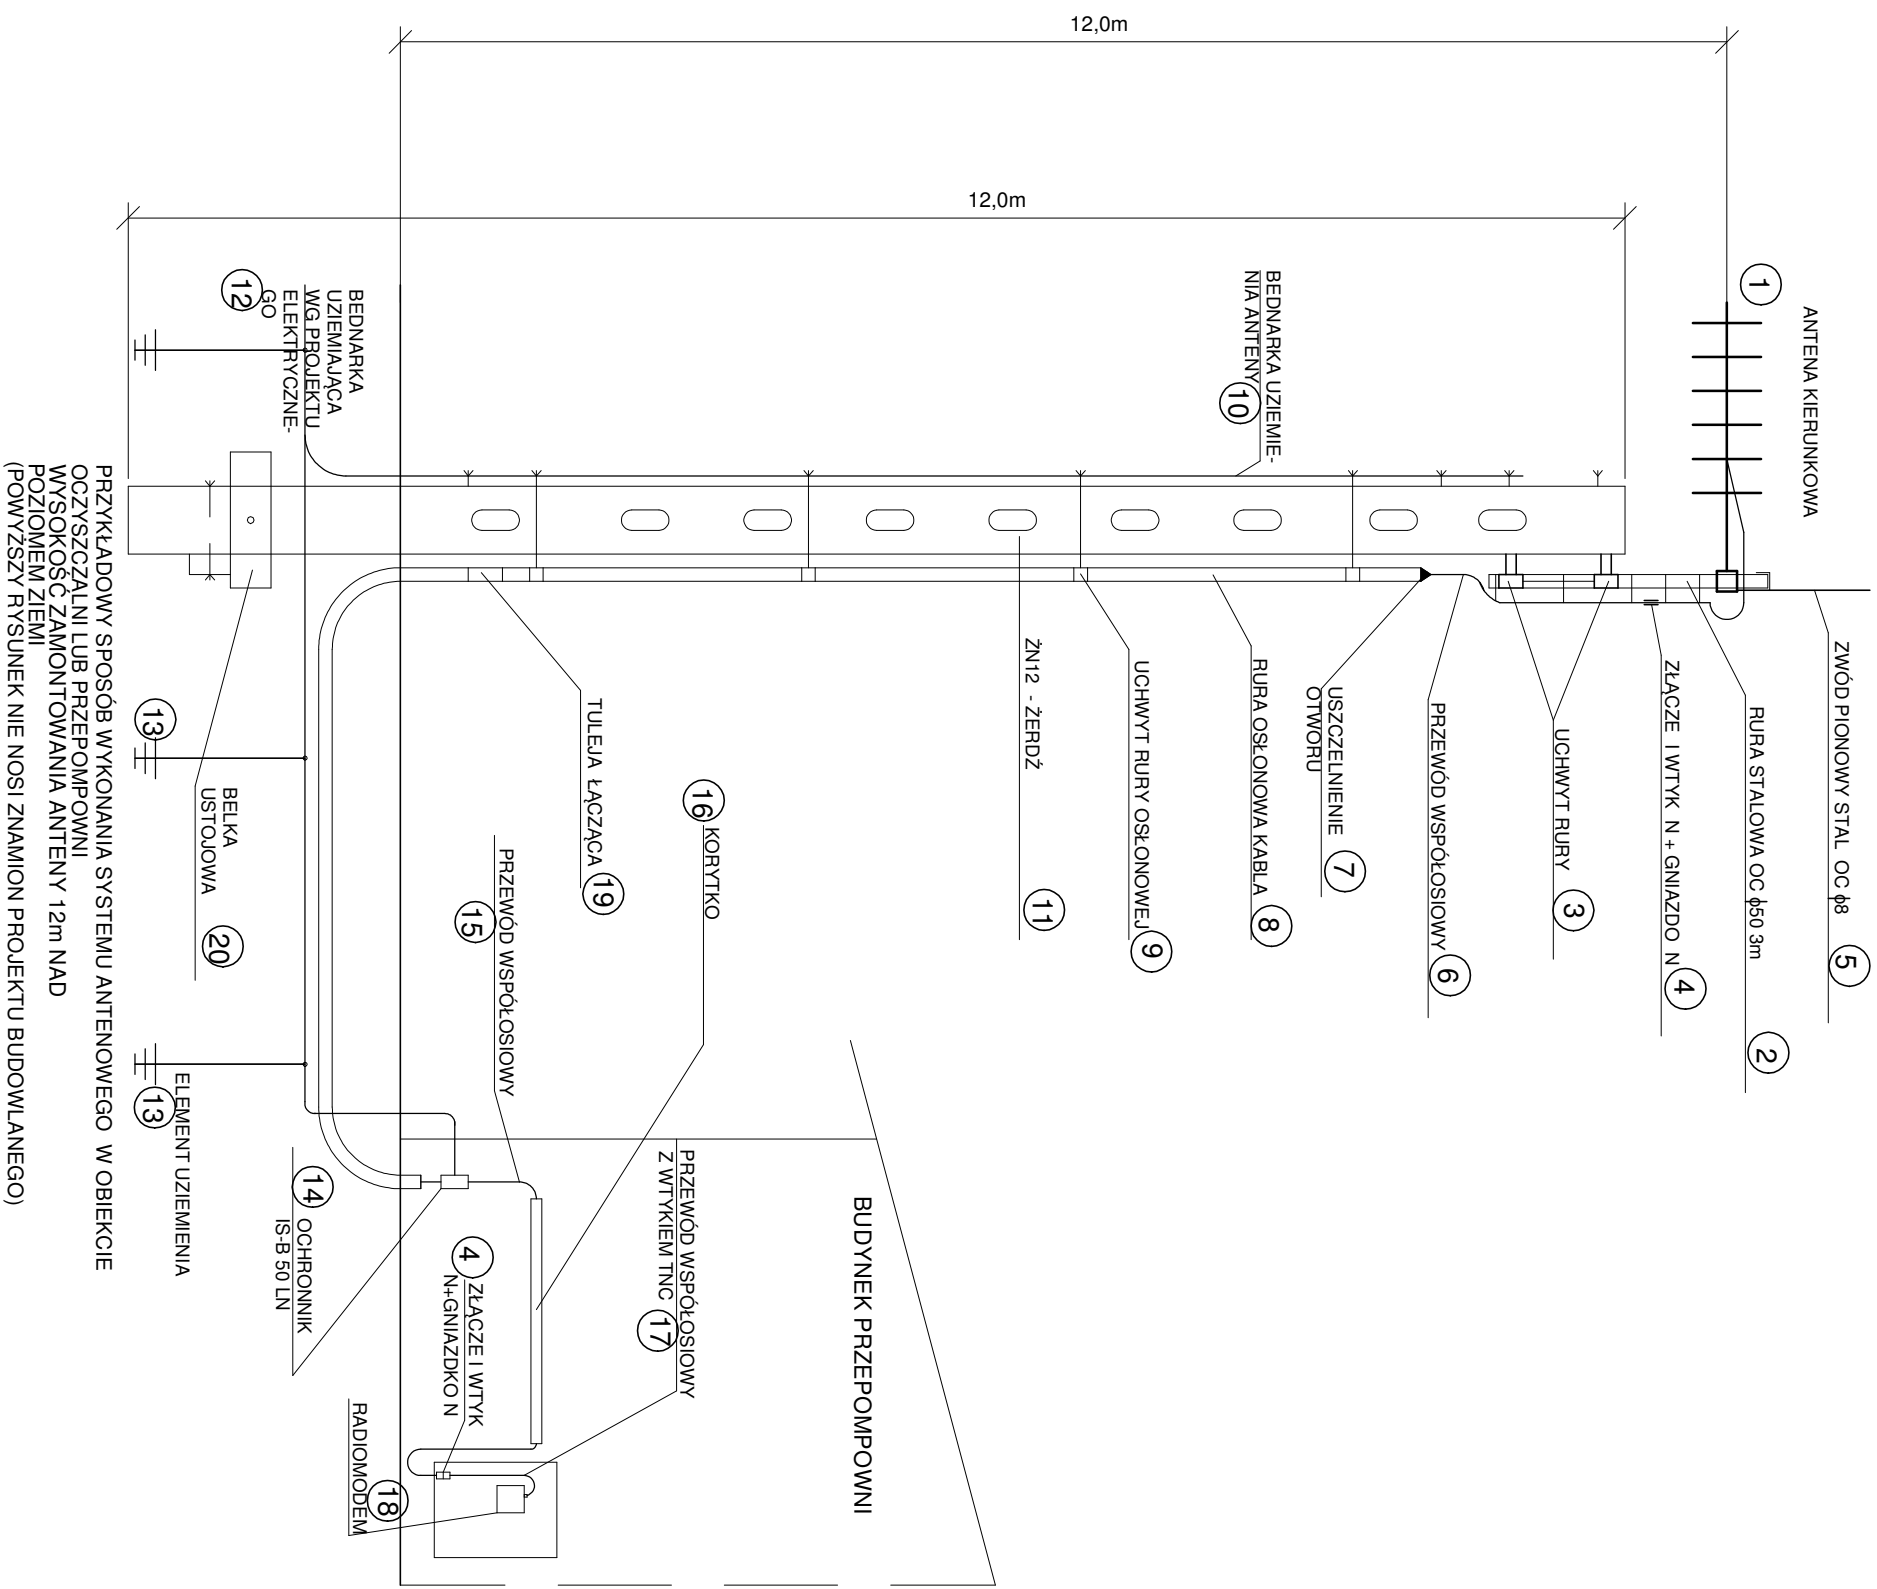 12,0m
12,0m
1
ANTENA KIERUNKOWA
ZWÓD PIONOWY STAL OC ϕ8
5
RURA STALOWA OC ϕ50 3m
2
ZŁĄCZE I WTYK N + GNIAZDO N
4
UCHWYT RURY
3
PRZEWÓD WSPÓŁOSIOWY
6
USZCZELNIENIE
OTWORU
7
BEDNARKA UZIEMIE-
NIA ANTENY
10
RURA OSŁONOWA KABLA
8
UCHWYT RURY OSŁONOWEJ
9
ŻN12 - ŻERDŹ
11
BUDYNEK PRZEPOMPOWNI
16
KORYTKO
PRZEWÓD WSPÓŁOSIOWY
Z WTYKIEM TNC
17
TULEJA ŁĄCZĄCA
19
PRZEWÓD WSPÓŁOSIOWY
15
4
ZŁĄCZE I WTYK
N+GNIAZDKO N
RADIOMODEM
18
BEDNARKA
UZIEMIAJĄCA
WG PROJEKTU
ELEKTRYCZNE-
GO
12
14
OCHRONNIK
IS-B 50 LN
BELKA
USTOJOWA
20
13
ELEMENT UZIEMIENIA
13
PRZYKŁADOWY SPOSÓB WYKONANIA SYSTEMU ANTENOWEGO W OBIEKCIE
OCZYSZCZALNI LUB PRZEPOMPOWNI
WYSOKOŚĆ ZAMONTOWANIA ANTENY 12m NAD
POZIOMEM ZIEMI
(POWYŻSZY RYSUNEK NIE NOSI ZNAMION PROJEKTU BUDOWLANEGO)